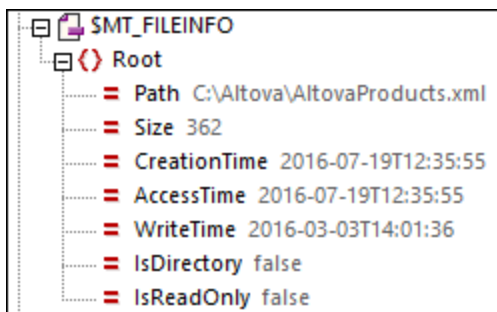 $MT_FILEINFO
Root
Path C:\Altova\AltovaProducts.xml
Size 362
CreationTime 2016-07-19T12:35:55
AccessTime 2016-07-19T12:35:55
WriteTime 2016-03-03T14:01:36
IsDirectory false
IsReadOnly false